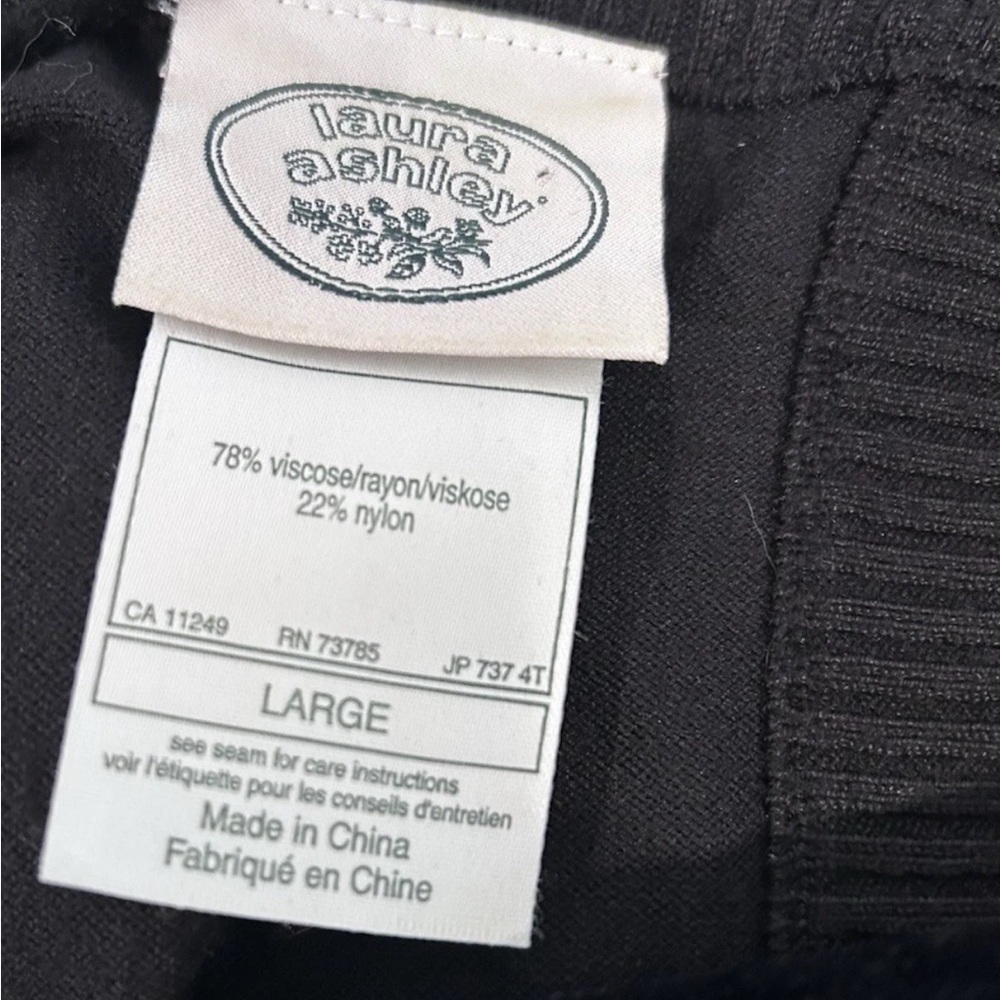 laura
ashley
78% viscose/rayon/viskose
22% nylon
CA 11249 RN 73785 JP 737 4T
LARGE
see seam for care instructions
voir l'étiquette pour les conseils d'entretien
Made in China
Fabriqué en Chine